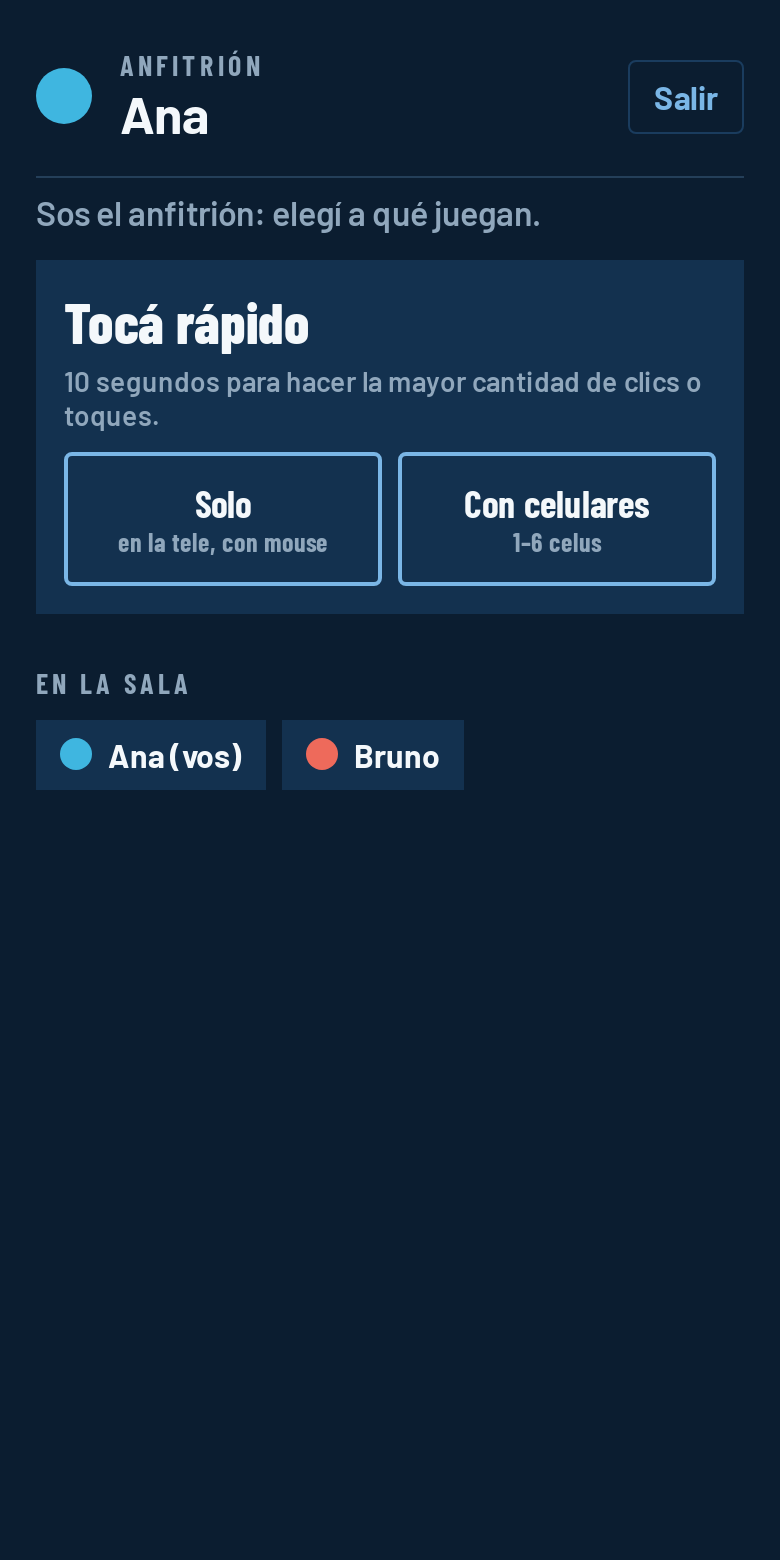 ANFITRIÓN
Ana
Salir
Sos el anfitrión: elegí a qué juegan.
Tocá rápido
10 segundos para hacer la mayor cantidad de clics o
toques.
Solo
en la tele, con mouse
Con celulares
1–6 celus
EN LA SALA
Ana (vos)
Bruno